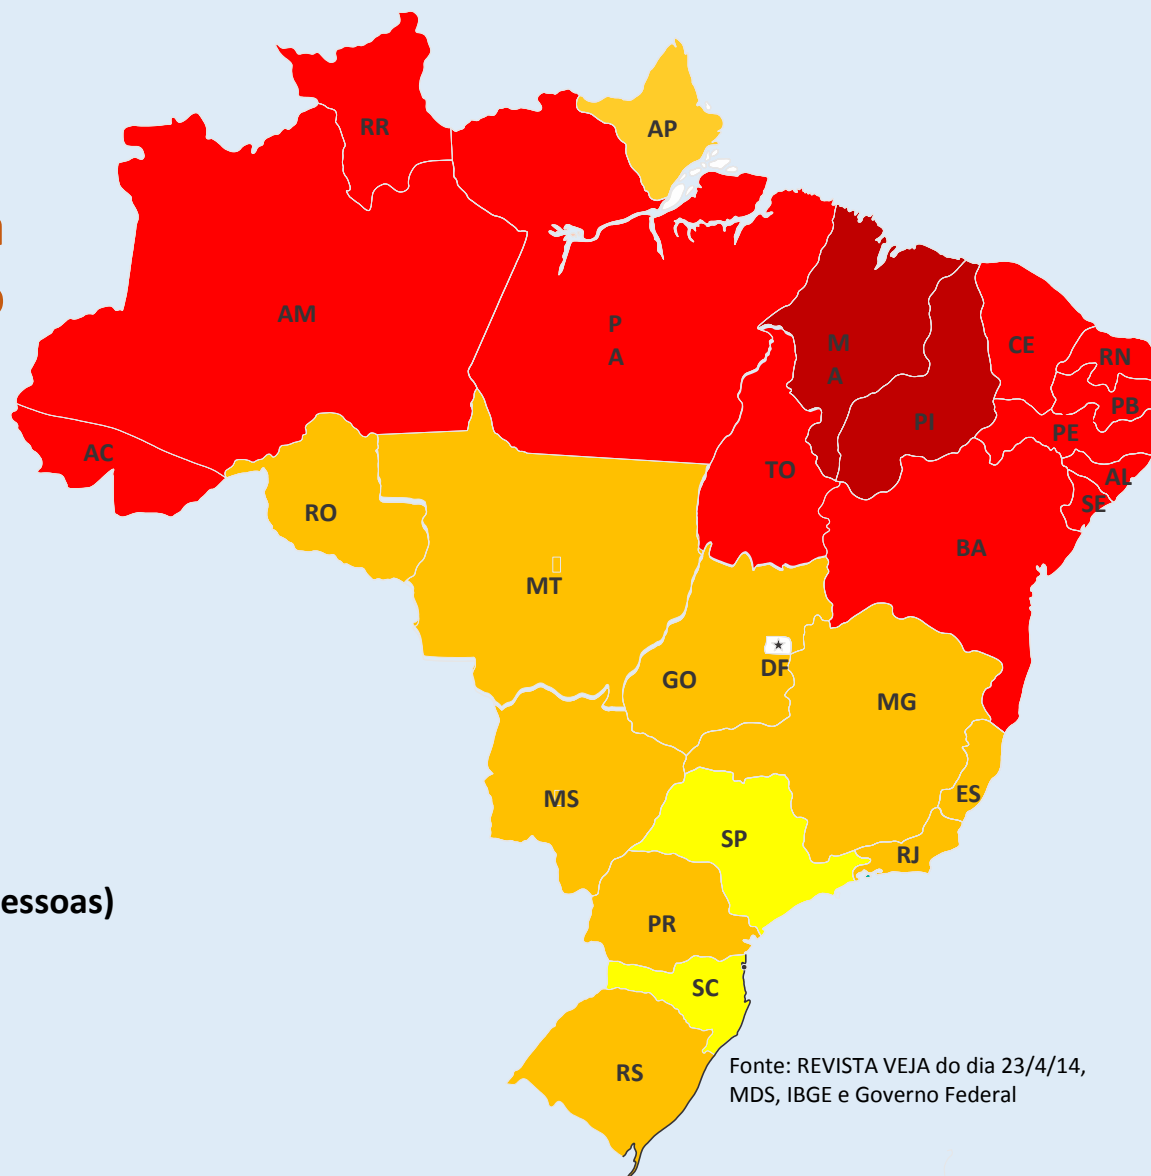 RR
AP
AM
P
A
M
A
CE
RN
PB
PI
PE
AC
TO
AL
SE
RO
BA
MT
DF
GO
MG
MS
ES
SP
RJ
essoas)
PR
SC
Fonte: REVISTA VEJA do dia 23/4/14,
RS
MDS, IBGE e Governo Federal